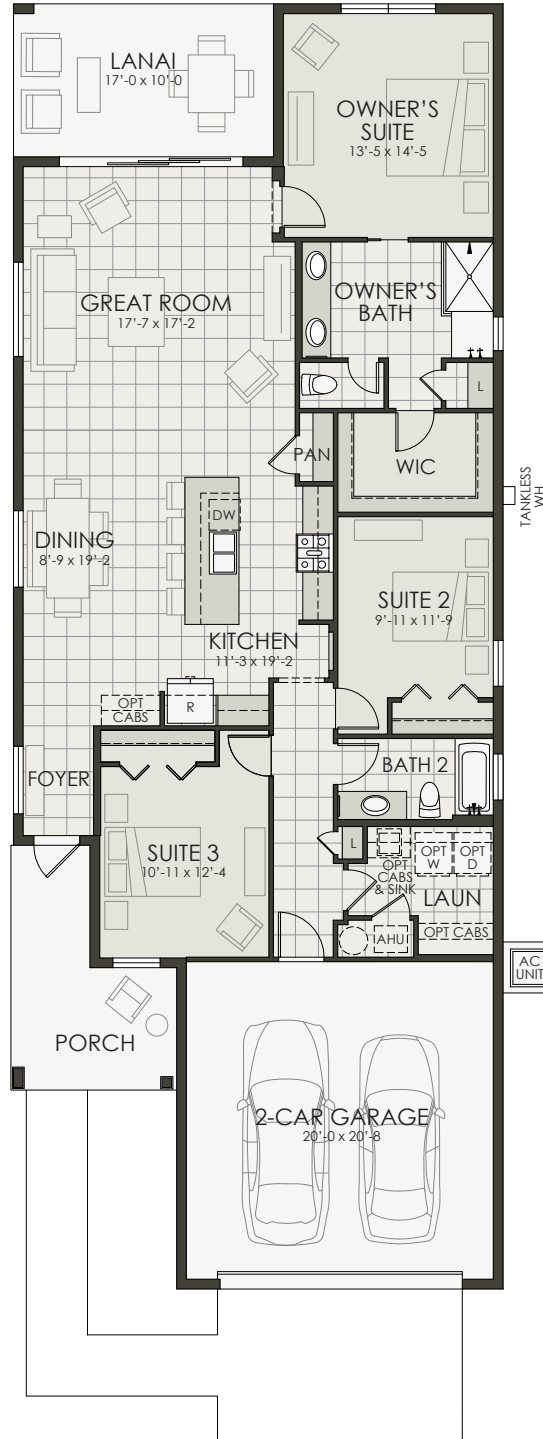 LANAI
17'-0 x 10'-0
OWNER'S
SUITE
13'-5 x 14'-5
GREAT ROOM
17'-7 x 17'-2
OWNER'S
BATH
L
PAN
WIC
TANKLESS
WH
DW
DINING
8'-9 x 19'-2
SUITE 2
9'-11 x 11'-9
KITCHEN
11'-3 x 19'-2
OPT
CABS
R
FOYER
BATH 2
SUITE 3
10'-11 x 12'-4
L
OPT
CABS
& SINK
OPT
W
OPT
D
LAUN
OPT CABS
AHU
AC
UNIT
PORCH
2-CAR GARAGE
20'-0 x 20'-8